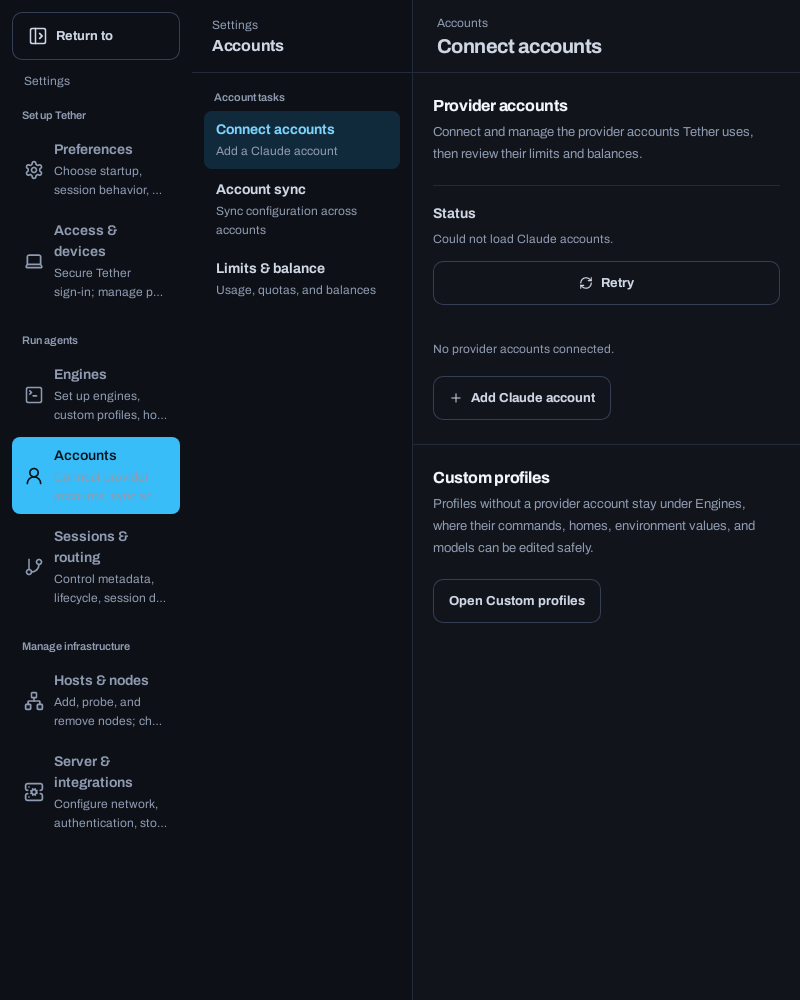 Return to
Settings
Set up Tether
Preferences
Choose startup,
session behavior, ...
Access &
devices
Secure Tether
sign-in; manage p...
Run agents
Engines
Set up engines,
custom profiles, ho...
Accounts
Sessions &
routing
Control metadata,
lifecycle, session d...
Manage infrastructure
Hosts & nodes
Add, probe, and
remove nodes; ch...
Server &
integrations
Configure network,
authentication, sto...
Settings
Accounts
Account tasks
Connect accounts
Add a Claude account
Account sync
Sync configuration across
accounts
Limits & balance
Usage, quotas, and balances
Accounts
Connect accounts
Provider accounts
Connect and manage the provider accounts Tether uses,
then review their limits and balances.
Status
Could not load Claude accounts.
Retry
No provider accounts connected.
Add Claude account
Custom profiles
Profiles without a provider account stay under Engines,
where their commands, homes, environment values, and
models can be edited safely.
Open Custom profiles